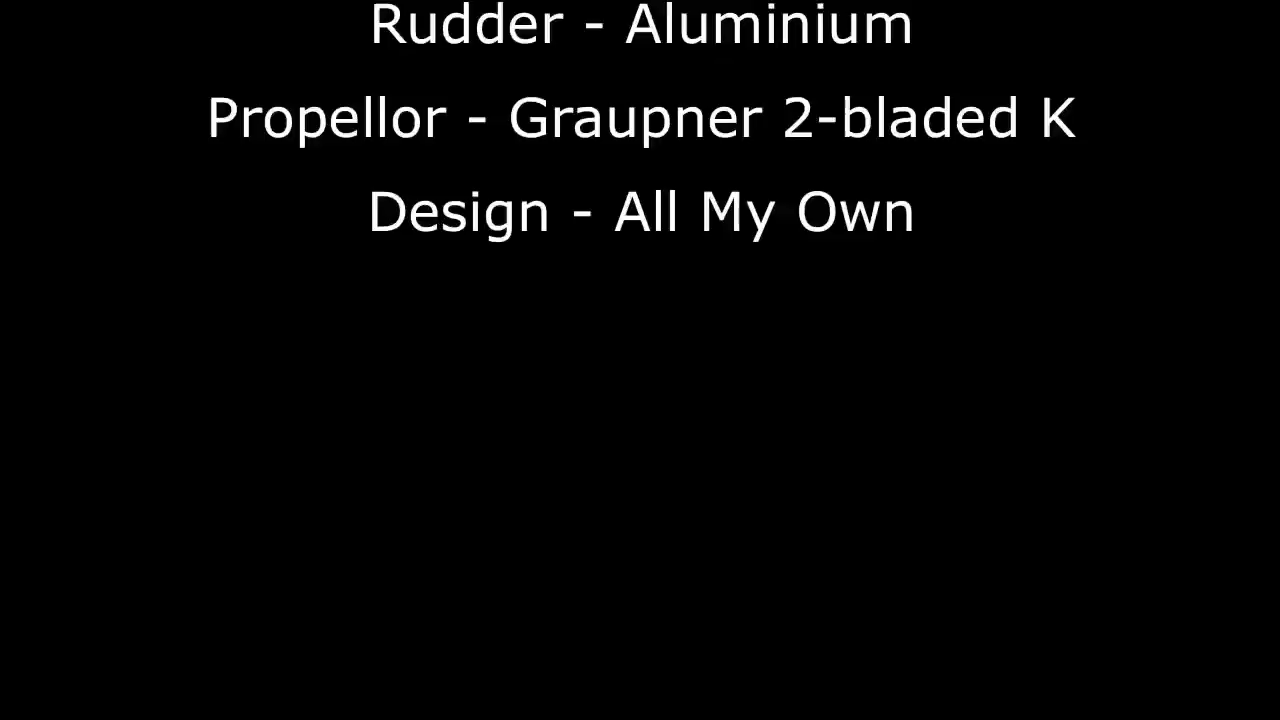 Rudder - Aluminium
Propellor - Graupner 2-bladed K
Design - All My Own